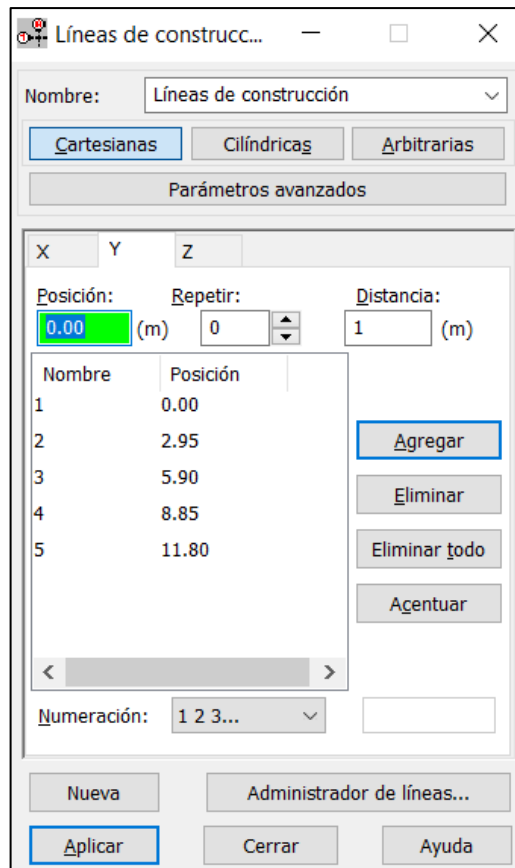 Líneas de construcc...
Nombre: Líneas de construcción
Cartesianas Cilíndricas Arbitrarias
Parámetros avanzados
X Y Z
Posición: Repetir: Distancia:
0.00 (m) 0 1 (m)
Nombre Posición
1 0.00
2 2.95
Agregar
3 5.90
Eliminar
4 8.85
5 11.80
Eliminar todo
Acentuar
Numeración: 1 2 3...
Nueva Administrador de líneas...
Aplicar Cerrar Ayuda